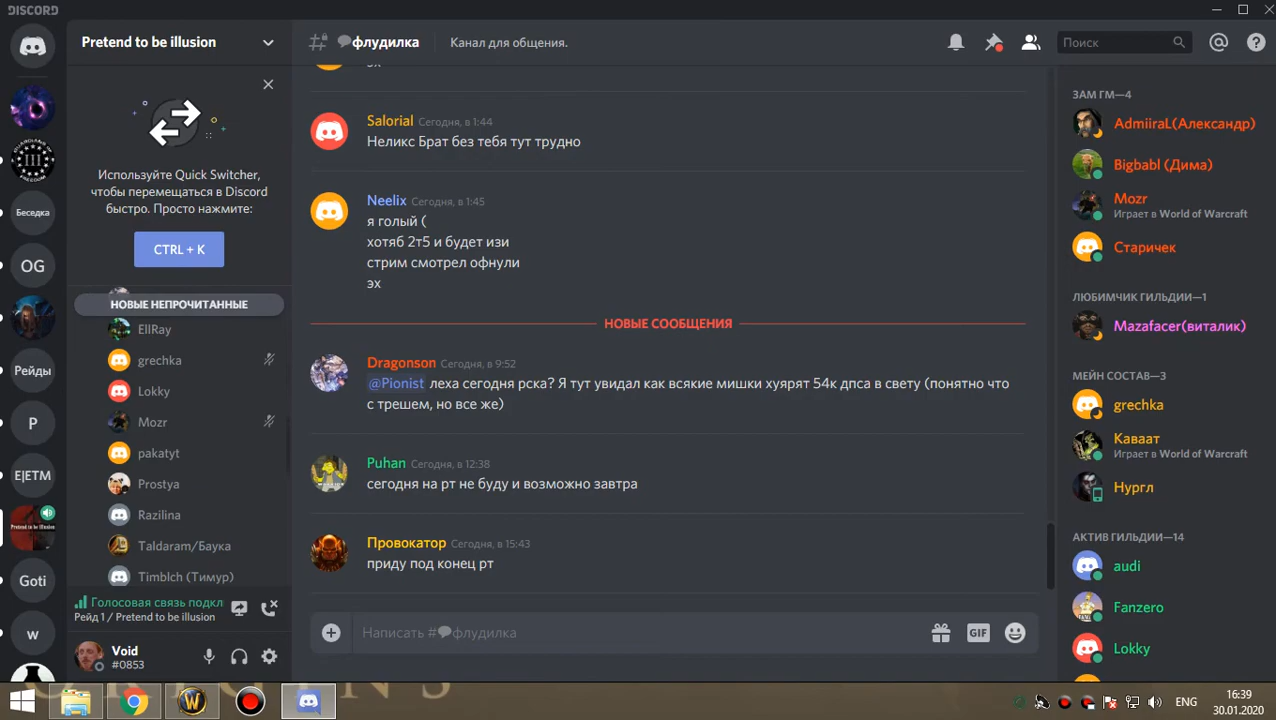 DISCORD
Pretend to be illusion
флудилка
Канал для общения.
Поиск
Используйте Quick Switcher,
чтобы перемещаться в Discord
быстро. Просто нажмите:
CTRL + K
НОВЫЕ НЕПРОЧИТАННЫЕ
EllRay
grechka
Lokky
Mozr
pakatyt
Prostya
Razilina
Taldaram/Баука
Timblch (Тимур)
Голосовая связь подкл
Рейд 1 / Pretend to be illusion
Void
#0853
III
Беседка
OG
Рейды
P
E|ETM
Pretend to be illusion
Goti
w
эх
Salorial Сегодня, в 1:44
Неликс Брат без тебя тут трудно
Neelix Сегодня, в 1:45
я голый (
хотяб 2т5 и будет изи
стрим смотрел офнули
эх
НОВЫЕ СООБЩЕНИЯ
Dragonson Сегодня, в 9:52
@Pionist леха сегодня рска? Я тут увидал как всякие мишки хуярят 54к дпса в свету (понятно что
с трешем, но все же)
Puhan Сегодня, в 12:38
сегодня на рт не буду и возможно завтра
Провокатор Сегодня, в 15:43
приду под конец рт
Написать #флудилка
GIF
ЗАМ ГМ—4
AdmiiraL(Александр)
Bigbabl (Дима)
Mozr
Играет в World of Warcraft
Старичек
ЛЮБИМЧИК ГИЛЬДИИ—1
Mazafacer(виталик)
МЕЙН СОСТАВ—3
grechka
Каваат
Играет в World of Warcraft
Нургл
АКТИВ ГИЛЬДИИ—14
audi
Fanzero
Lokky
ENG
16:39
30.01.2020